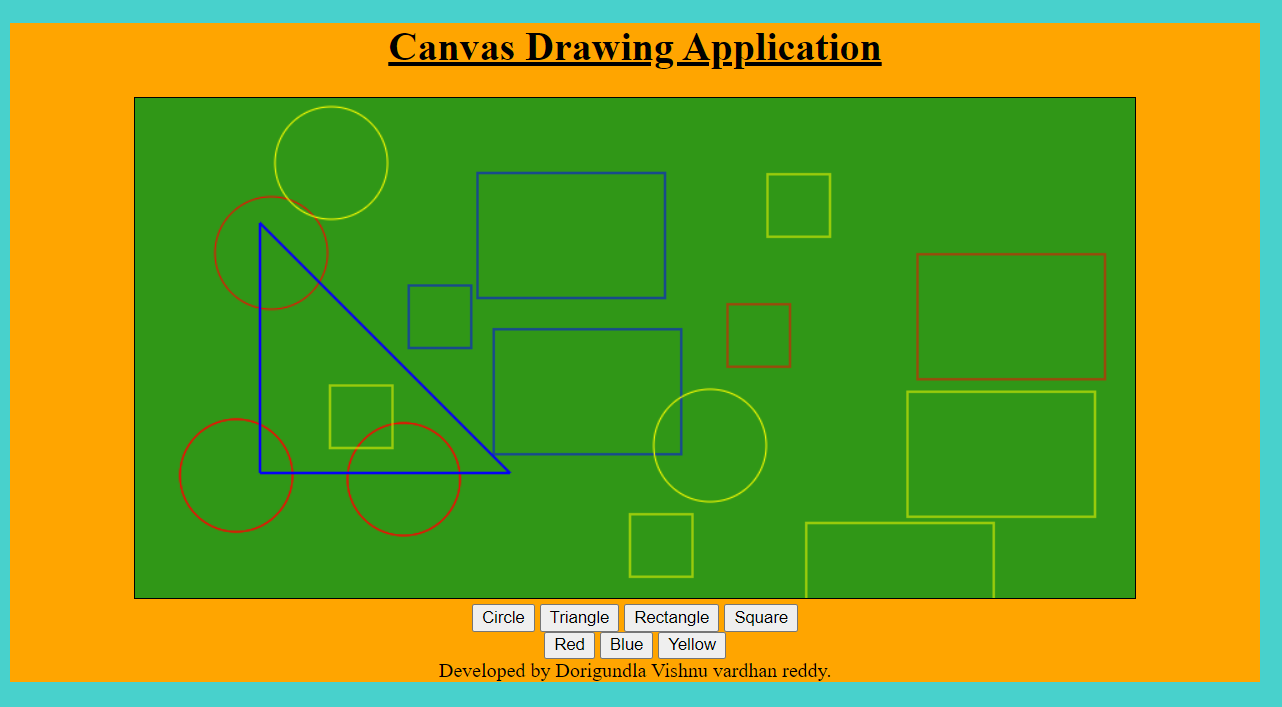 Canvas Drawing Application
Circle Triangle Rectangle Square
Red Blue Yellow
Developed by Dorigundla Vishnu vardhan reddy.